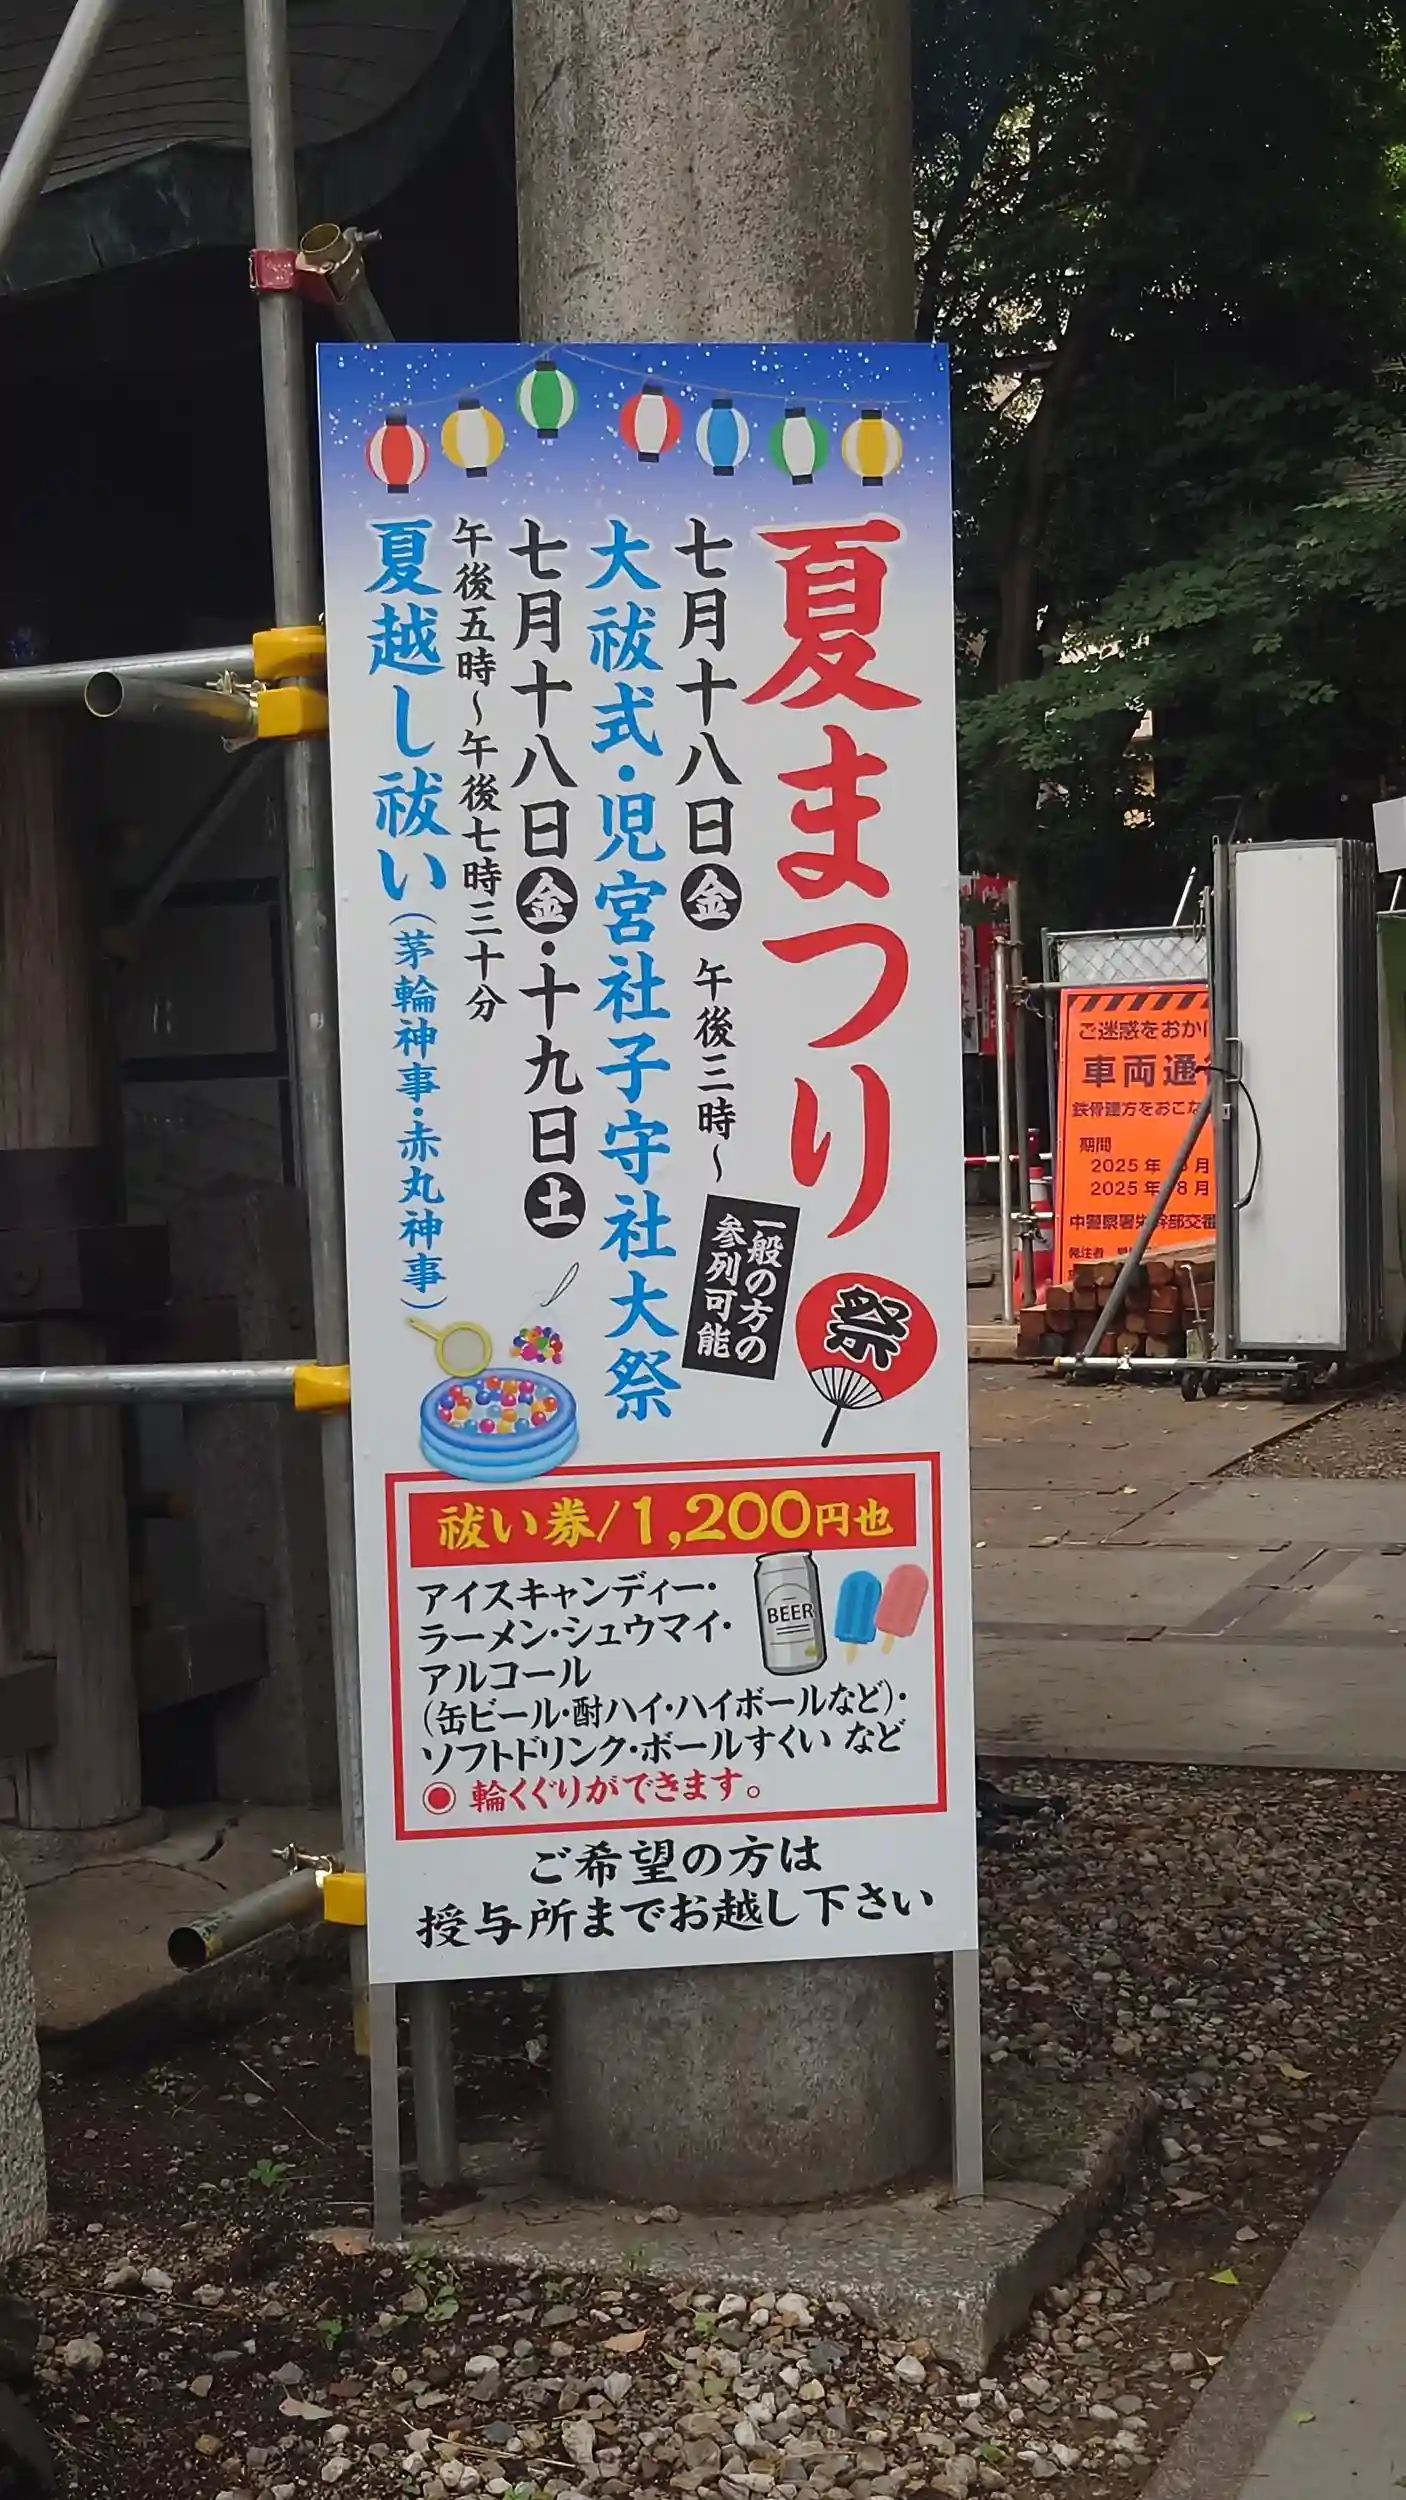 夏まつり
祭
七月十八日㊎ 午後三時〜
一般の方の
参列可能
大祓式・児宮社子守社大祭
七月十八日㊎・十九日㊏
午後五時〜午後七時三十分
夏越し祓い(茅輪神事・赤丸神事)
祓い券/1,200円也
アイスキャンディー・
ラーメン・シュウマイ・
アルコール
(缶ビール・酎ハイ・ハイボールなど)・
ソフトドリンク・ボールすくい など
◉ 輪くぐりができます。
BEER
ご希望の方は
授与所までお越し下さい
ご迷惑をおか
車両通
鉄骨建方をおこな
期間
2025年 月
2025年 8月